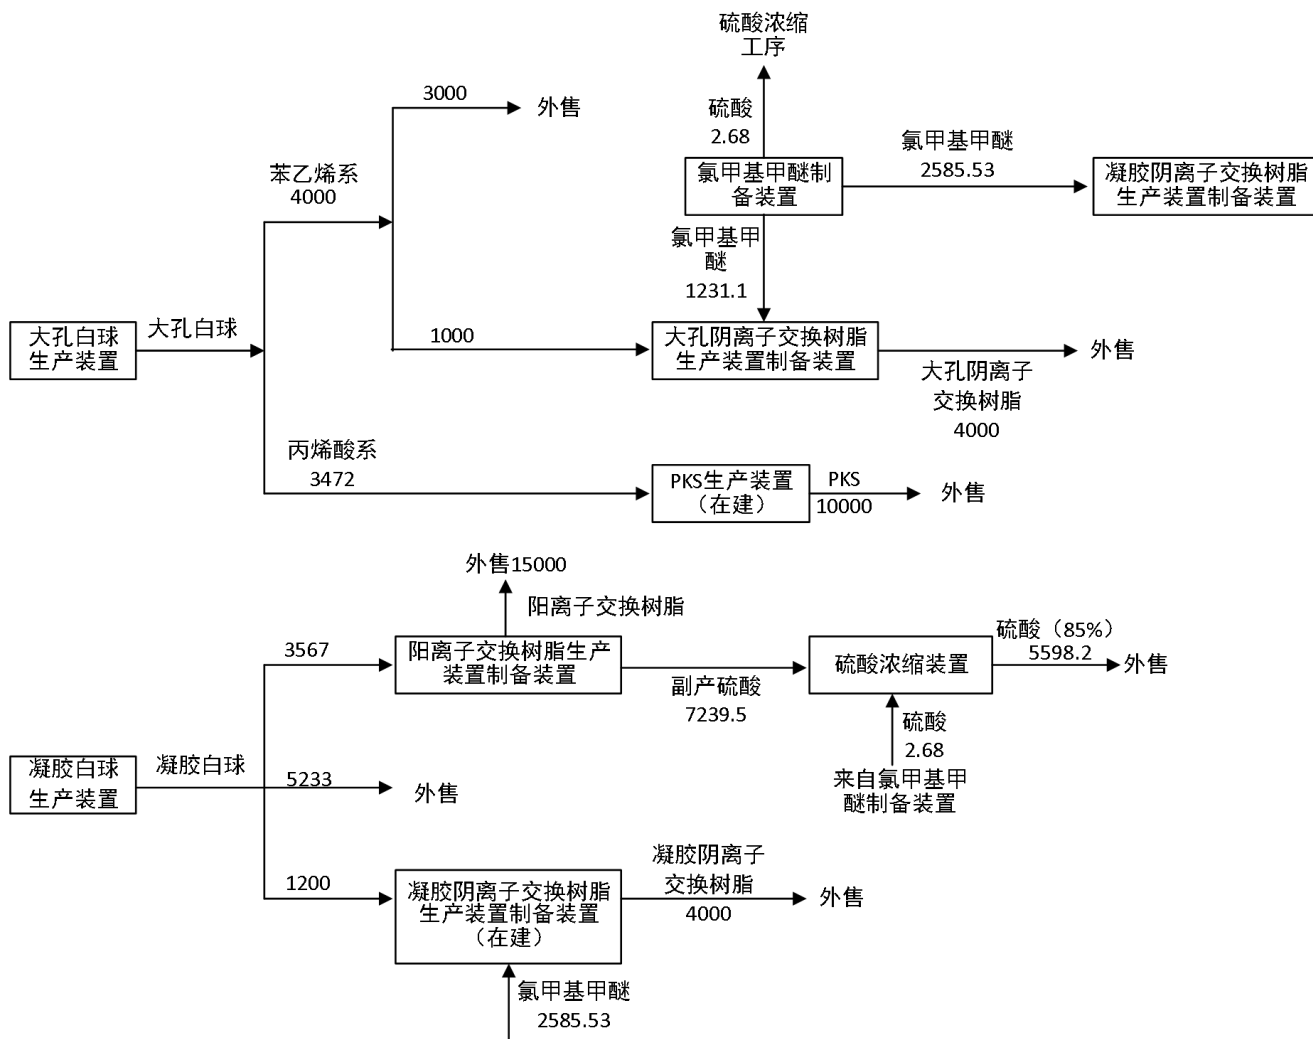 硫酸浓缩
工序
3000
外售
硫酸
2.68
氯甲基甲醚
2585.53
苯乙烯系
4000
氯甲基甲醚制
备装置
凝胶阴离子交换树脂
生产装置制备装置
氯甲基甲
醚
1231.1
大孔白球
生产装置
大孔白球
1000
大孔阴离子交换树脂
生产装置制备装置
外售
大孔阴离子
交换树脂
4000
丙烯酸系
3472
PKS生产装置
（在建）
PKS
10000
外售
外售15000
阳离子交换树脂
3567
阳离子交换树脂生产
装置制备装置
副产硫酸
7239.5
硫酸浓缩装置
硫酸（85%）
5598.2
外售
硫酸
2.68
来自氯甲基甲
醚制备装置
凝胶白球
生产装置
凝胶白球
5233
外售
1200
凝胶阴离子交换树脂
生产装置制备装置
（在建）
凝胶阴离子
交换树脂
4000
外售
氯甲基甲醚
2585.53